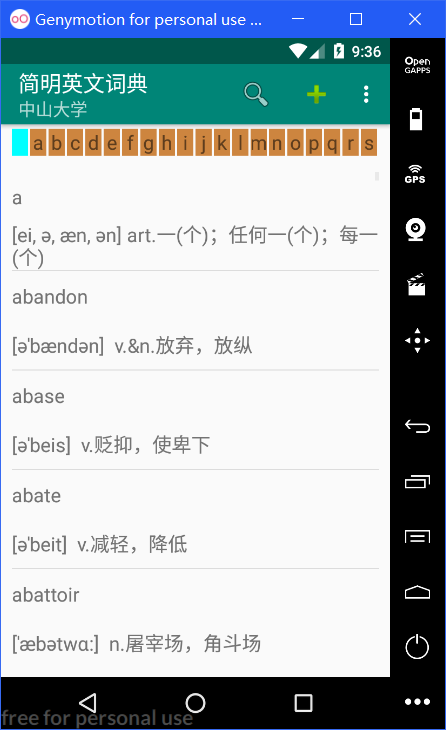 Genymotion for personal use ...
9:36
Open
GAPPS
简明英文词典
中山大学
a b c d e f g h i j k l m n o p q r s
GPS
a
[ei, ə, æn, ən] art.一(个)；任何一(个)；每一
(个)
abandon
[ə'bændən] v.&n.放弃，放纵
abase
[ə'beis] v.贬抑，使卑下
abate
[ə'beit] v.减轻，降低
abattoir
['æbətwɑː] n.屠宰场，角斗场
free for personal use